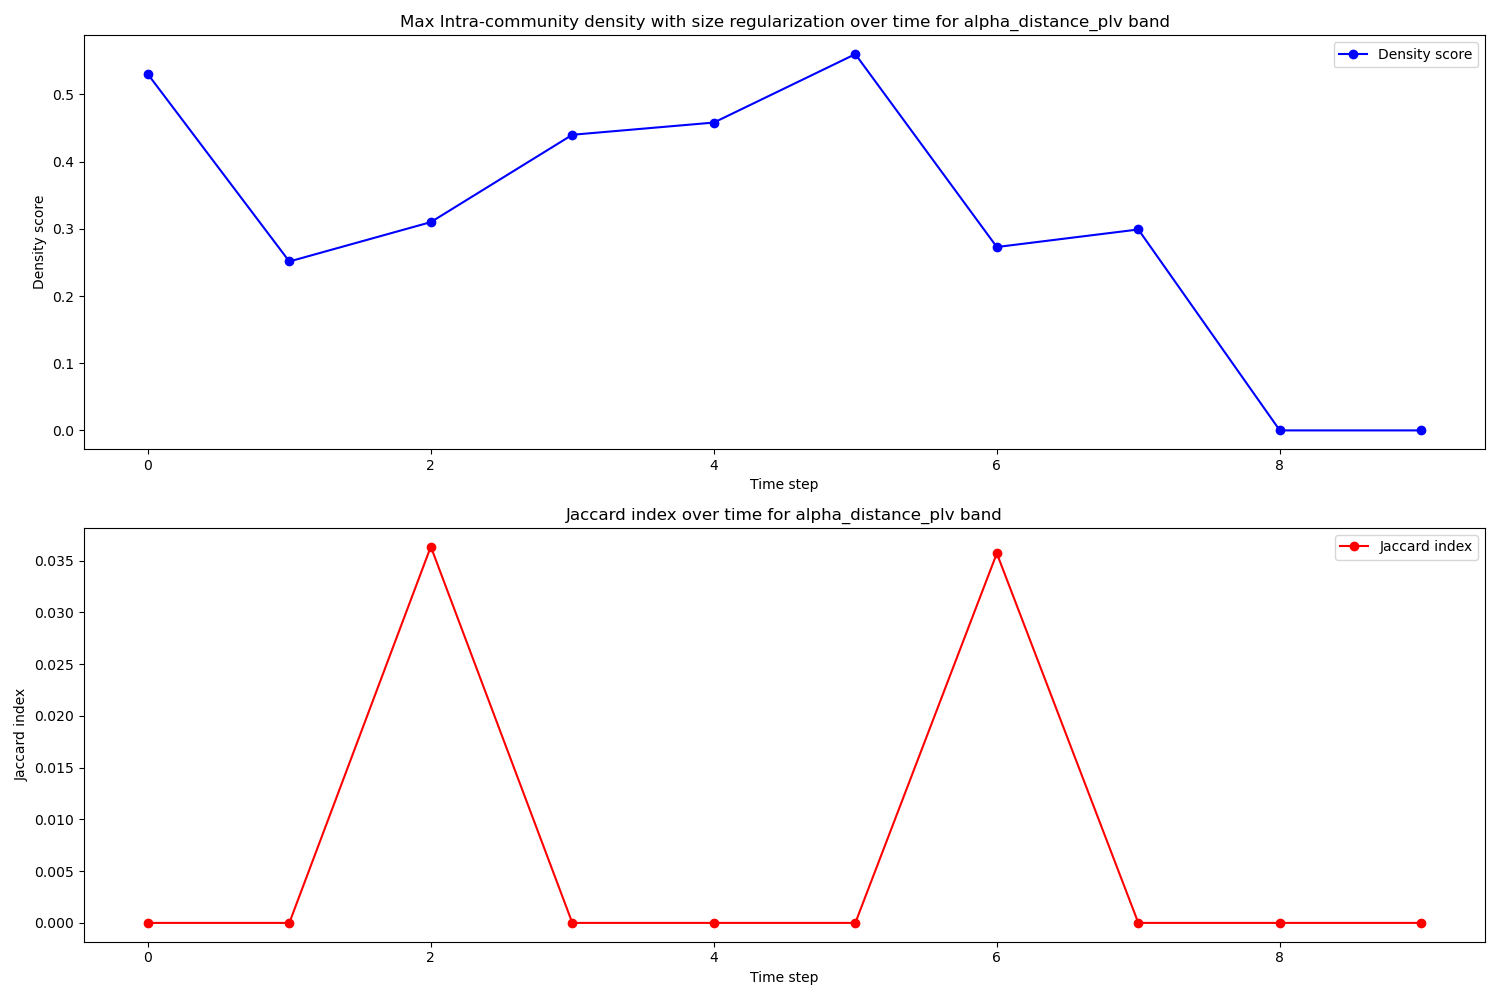 Max Intra-community density with size regularization over time for alpha_distance_plv band
Density score
0.5
0.4
0.3
0.2
0.1
0.0
Density score
0 2 4 6 8
Time step
Jaccard index over time for alpha_distance_plv band
Jaccard index
0.035
0.030
0.025
0.020
0.015
0.010
0.005
0.000
Jaccard index
0 2 4 6 8
Time step